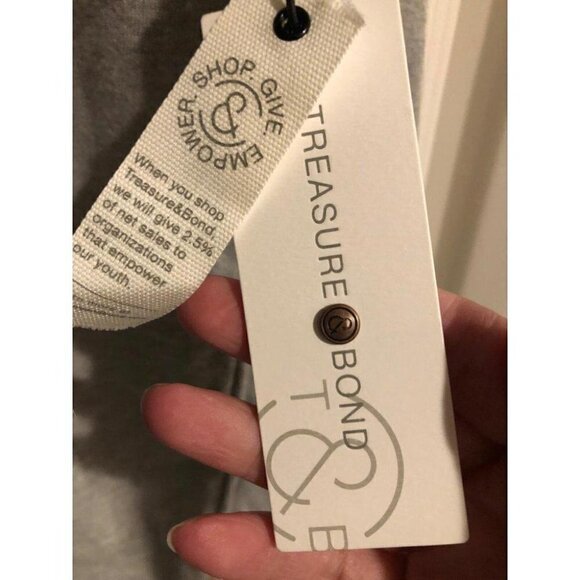 EMPOWER. SHOP. GIVE.
&
When you shop
Treasure&Bond,
we will give 2.5%
of net sales to
organizations
that empower
our youth.
TREASURE & BOND
T
&
B